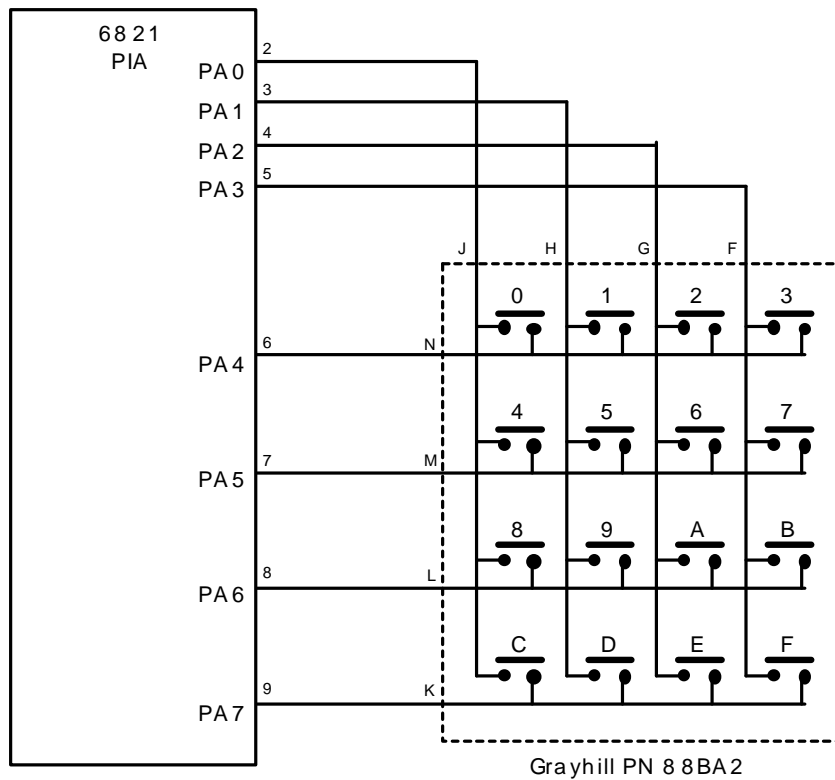 6821
PIA
2
PA0
3
PA1
4
PA2
5
PA3
J H G F
0 1 2 3
6 N
PA4
4 5 6 7
7 M
PA5
8 9 A B
8 L
PA6
C D E F
9 K
PA7
Grayhill PN 88BA2